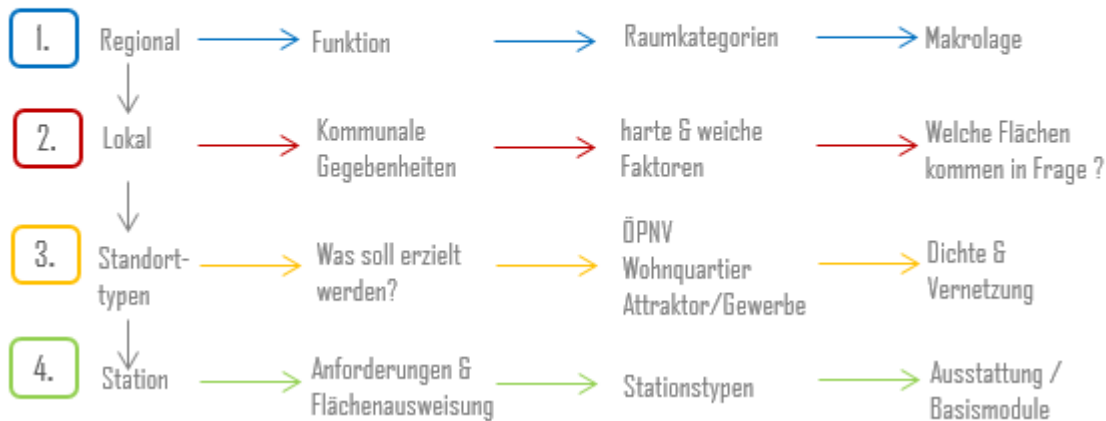 1.
Regional
Funktion
Raumkategorien
Makrolage
2.
Lokal
Kommunale
Gegebenheiten
harte & weiche
Faktoren
Welche Flächen
kommen in Frage ?
3.
Standort-
typen
Was soll erzielt
werden?
ÖPNV
Wohnquartier
Attraktor/Gewerbe
Dichte &
Vernetzung
4.
Station
Anforderungen &
Flächenausweisung
Stationstypen
Ausstattung /
Basismodule